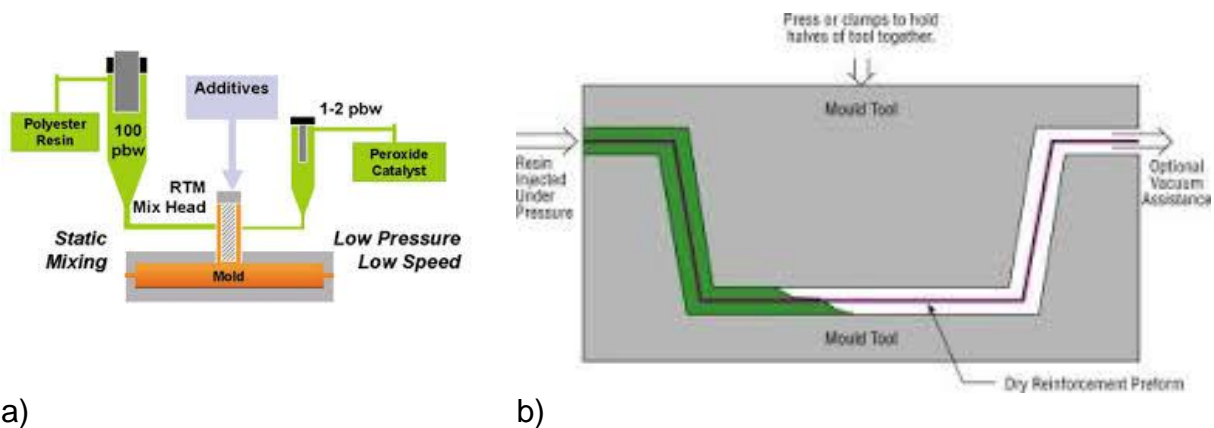 Additives
1-2 pbw
Polyester
Resin
100
pbw
Peroxide
Catalyst
RTM
Mix Head
Static
Mixing
Low Pressure
Low Speed
Mold
a)
Press or clamps to hold
halves of tool together.
Mould Tool
Resin
Injected
Under
Pressure
Optional
Vacuum
Assistance
Mould Tool
Dry Reinforcement Preform
b)